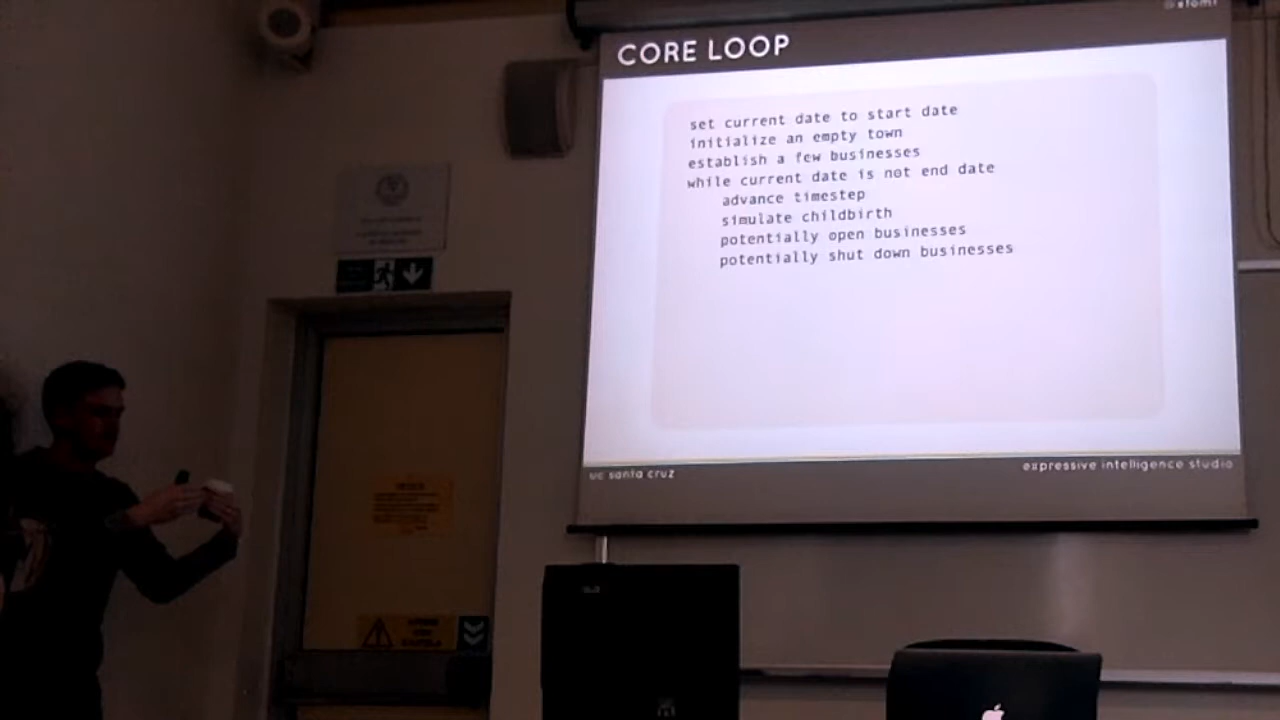 CORE LOOP
set current date to start date
initialize an empty town
establish a few businesses
while current date is not end date
advance timestep
simulate childbirth
potentially open businesses
potentially shut down businesses
uc santa cruz
expressive intelligence studio